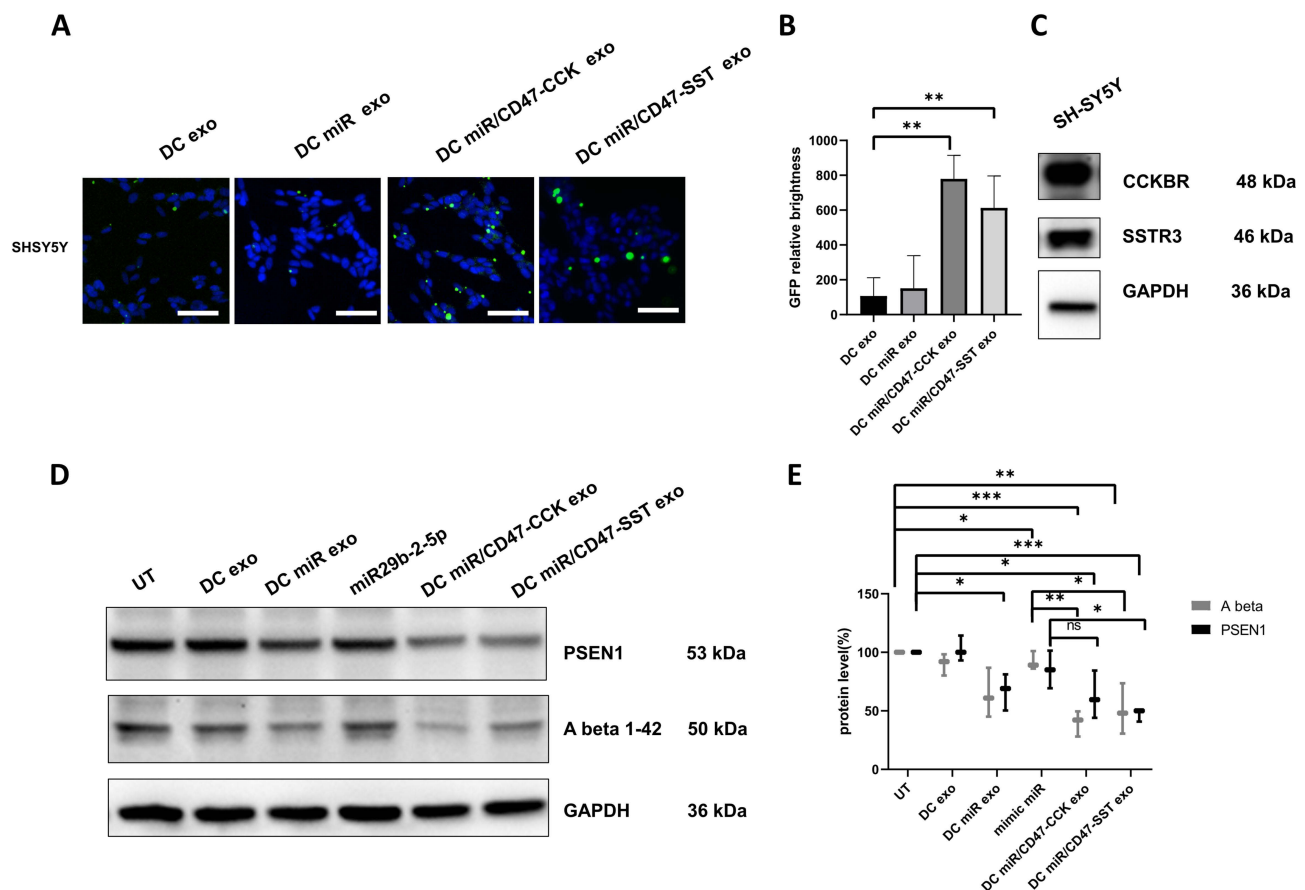 A
DC exo
DC miR exo
DC miR/CD47-CCK exo
DC miR/CD47-SST exo
SHSY5Y
B
**
**
1000
800
600
400
200
0
GFP relative brightness
DC exo
DC miR exo
DC miR/CD47-CCK exo
DC miR/CD47-SST exo
C
SH-SY5Y
CCKBR 48 kDa
SSTR3 46 kDa
GAPDH 36 kDa
D
UT
DC exo
DC miR exo
miR29b-2-5p
DC miR/CD47-CCK exo
DC miR/CD47-SST exo
PSEN1 53 kDa
A beta 1-42 50 kDa
GAPDH 36 kDa
E
**
***
*
***
*
* *
** *
ns
150
100
50
0
protein level(%)
A beta
PSEN1
UT
DC exo
DC miR exo
mimic miR
DC miR/CD47-CCK exo
DC miR/CD47-SST exo